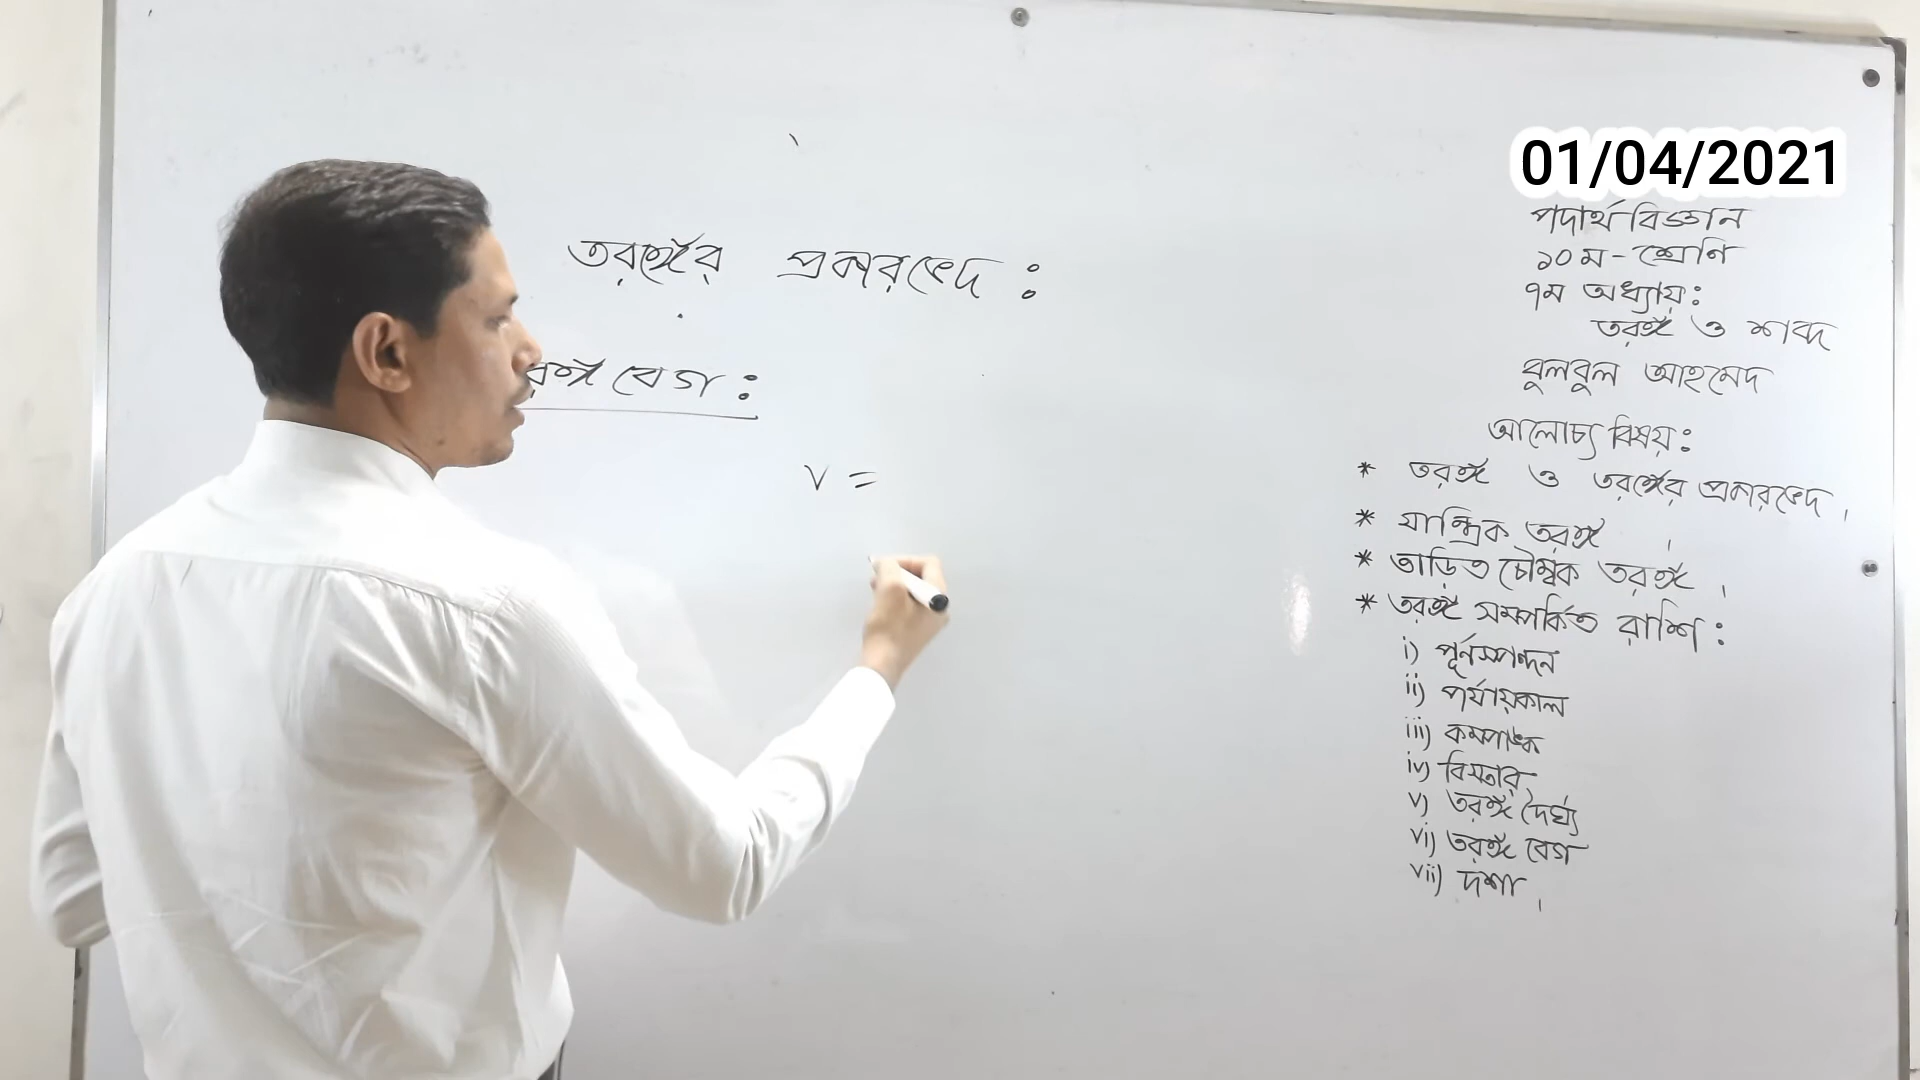 01/04/2021
পদার্থ বিজ্ঞান
১০ম - শ্রেণি
৭ম অধ্যায়:
তরঙ্গ ও শব্দ
বুলবুল আহমেদ
আলোচ্য বিষয়:
* তরঙ্গ ও তরঙ্গের প্রকারভেদ।
* যান্ত্রিক তরঙ্গ।
* তাড়িত চৌম্বক তরঙ্গ।
* তরঙ্গ সম্পর্কিত রাশি:
i) পূর্নস্পন্দন
ii) পর্যায়কাল
iii) কম্পাঙ্ক
iv) বিস্তার
v) তরঙ্গ দৈর্ঘ্য
vi) তরঙ্গ বেগ
vii) দশা।
তরঙ্গের প্রকারভেদ:
রঙ্গ বেগ:
v =